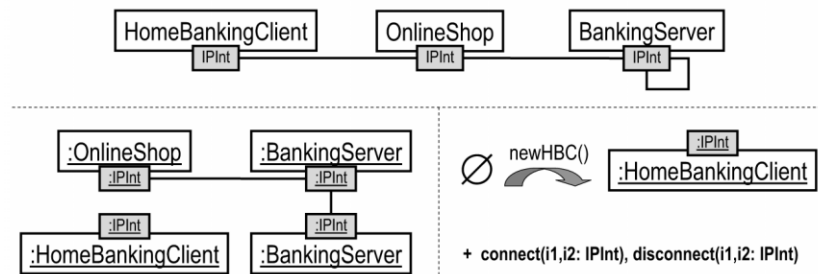 HomeBankingClient
IPInt
OnlineShop
IPInt
BankingServer
IPInt
:OnlineShop
:IPInt
:BankingServer
:IPInt
:IPInt
:HomeBankingClient
:IPInt
:BankingServer
∅
newHBC()
:IPInt
:HomeBankingClient
+ connect(i1,i2: IPInt), disconnect(i1,i2: IPInt)